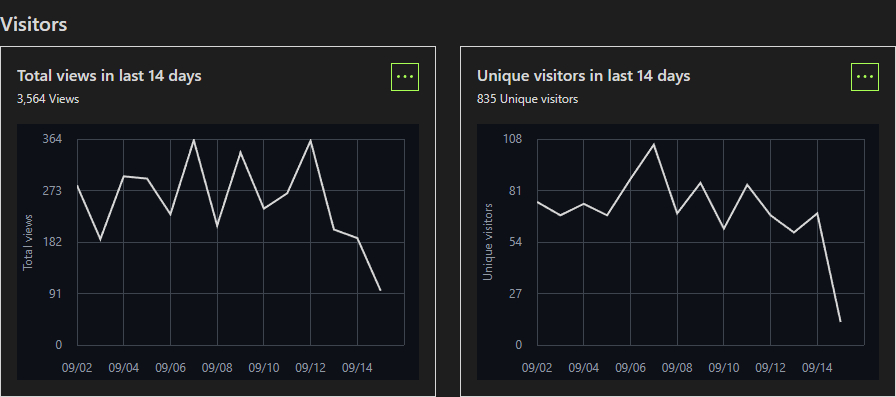 Visitors
Total views in last 14 days
3,564 Views
364
273
182
91
0
Total views
09/02 09/04 09/06 09/08 09/10 09/12 09/14
Unique visitors in last 14 days
835 Unique visitors
108
81
54
27
0
Unique visitors
09/02 09/04 09/06 09/08 09/10 09/12 09/14